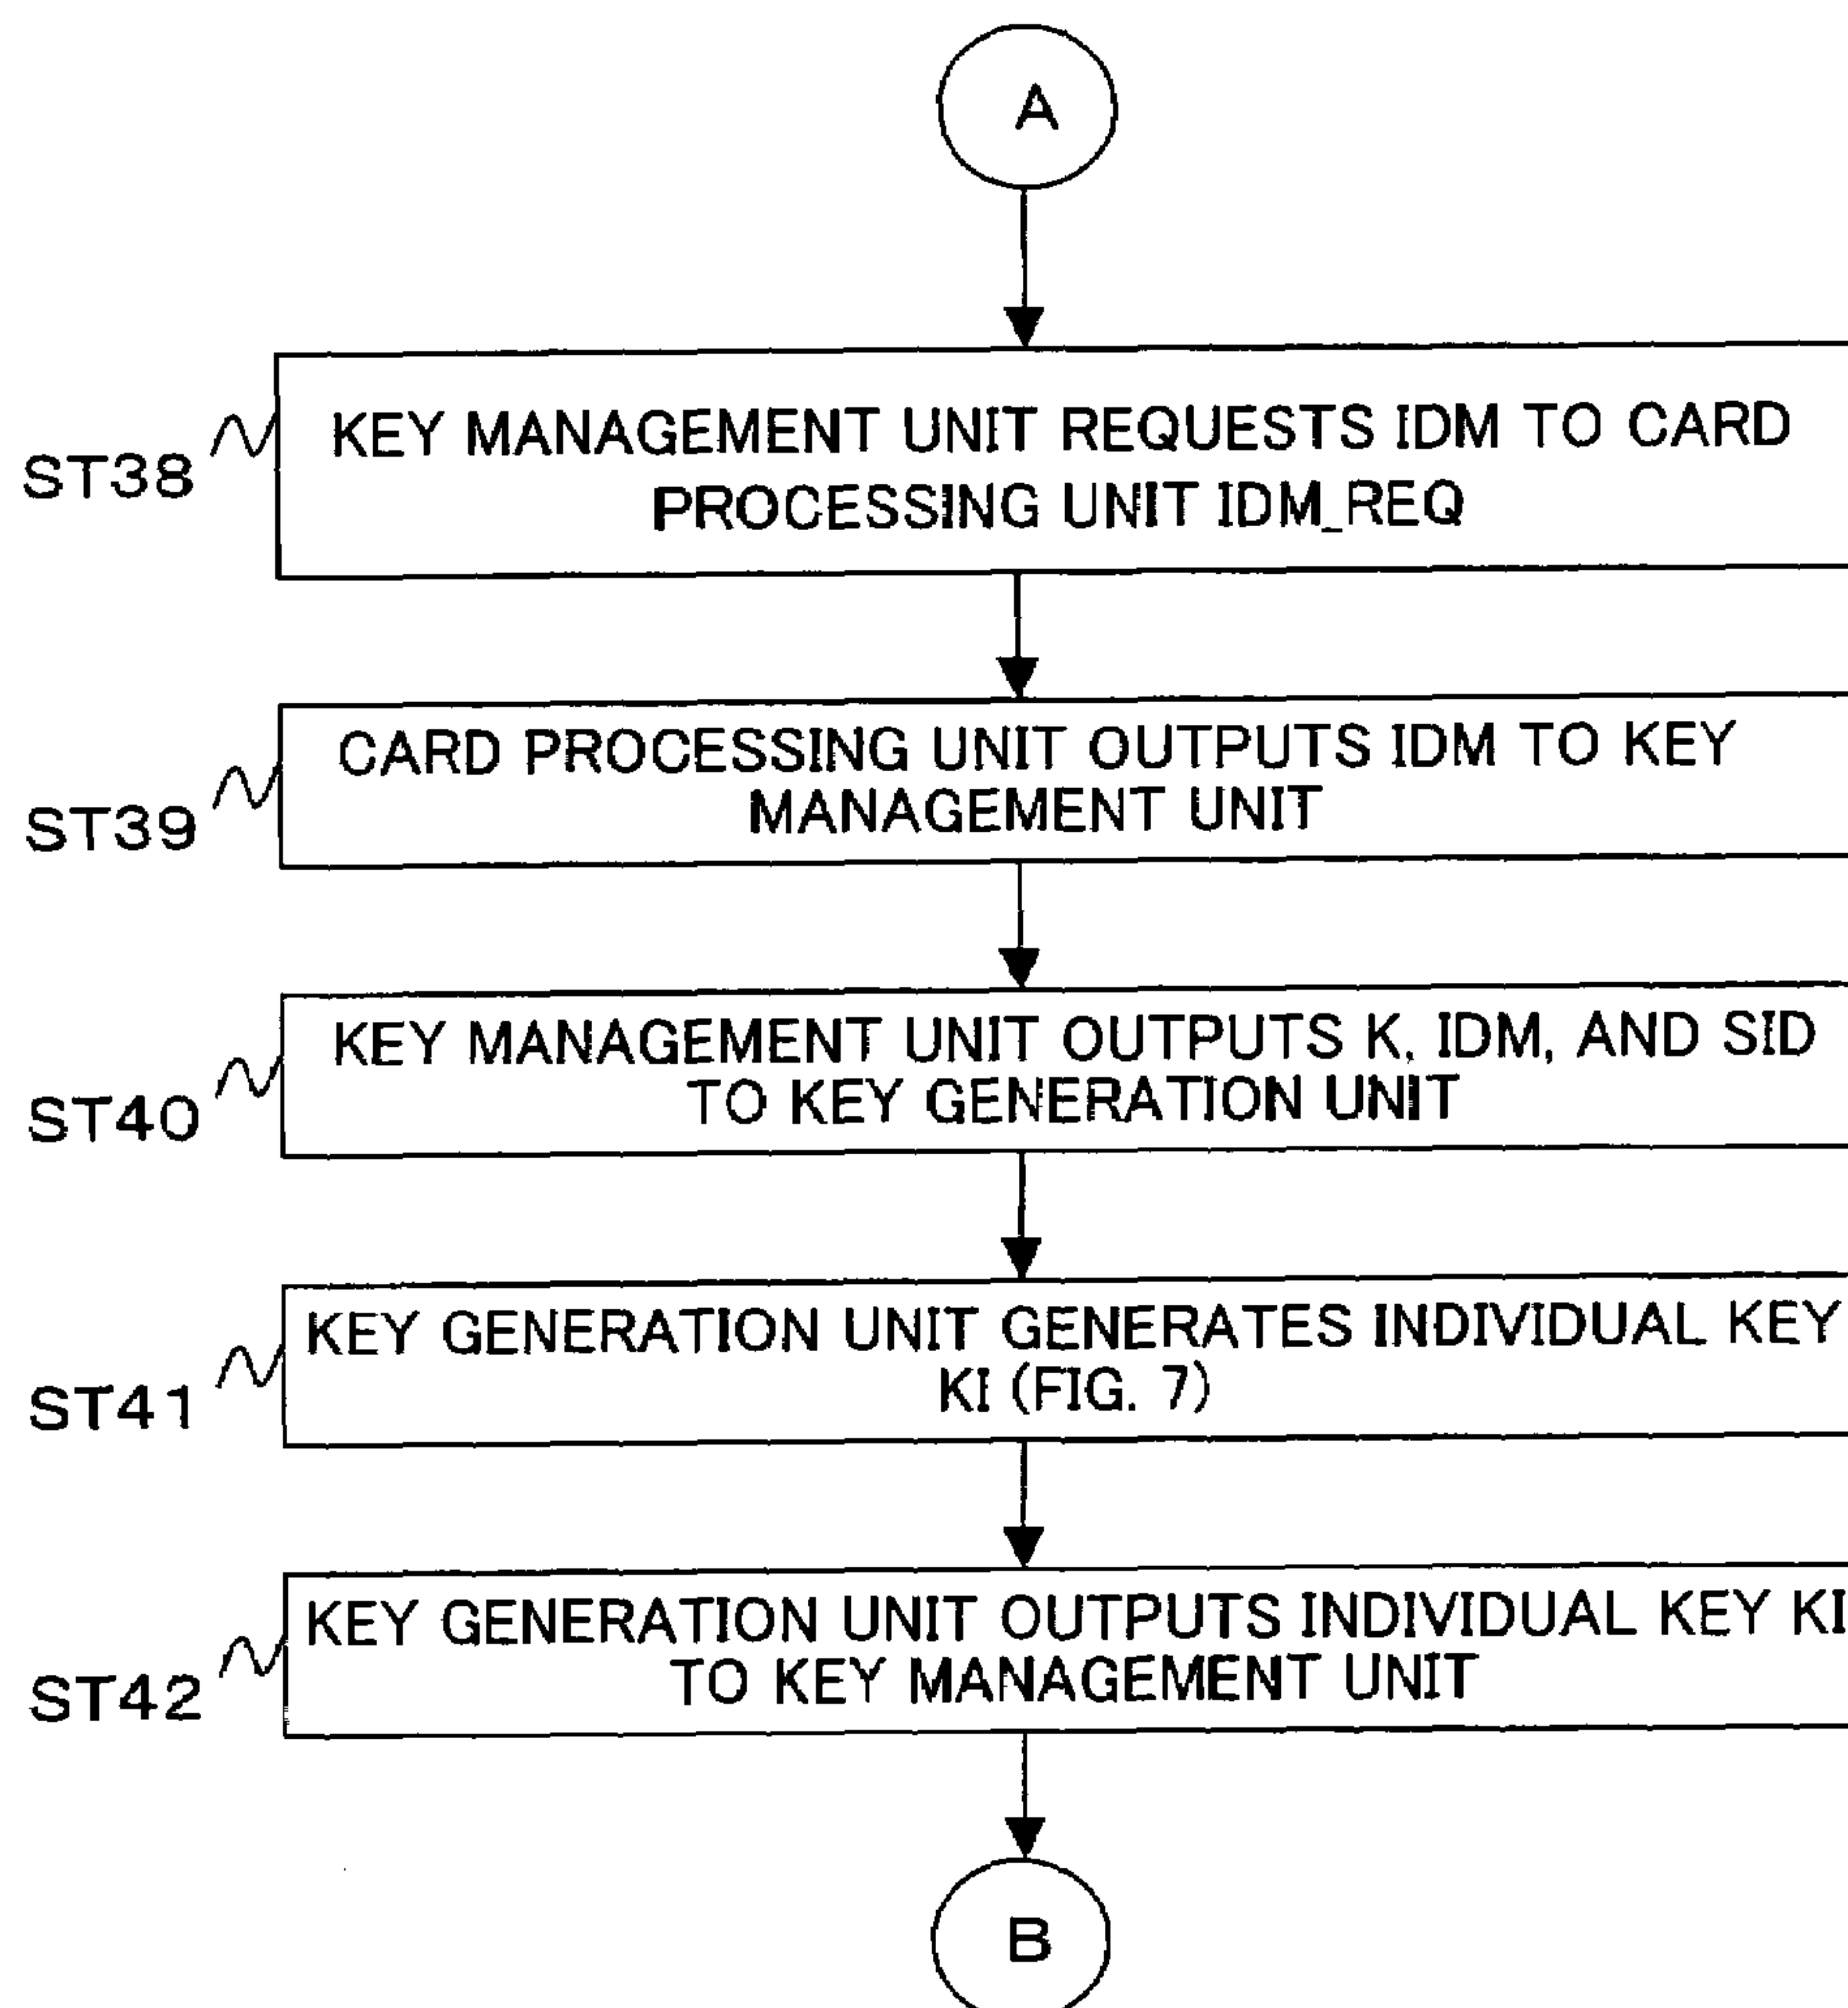 A
KEY MANAGEMENT UNIT REQUESTS IDM TO CARD
PROCESSING UNIT IDM_REQ
ST38
CARD PROCESSING UNIT OUTPUTS IDM TO KEY
MANAGEMENT UNIT
ST39
KEY MANAGEMENT UNIT OUTPUTS K, IDM, AND SID
TO KEY GENERATION UNIT
ST40
KEY GENERATION UNIT GENERATES INDIVIDUAL KEY
KI (FIG. 7)
ST41
KEY GENERATION UNIT OUTPUTS INDIVIDUAL KEY KI
TO KEY MANAGEMENT UNIT
ST42
B